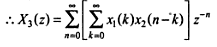 ∴ X₃(z) = ∑_{n=0}^{∞} [ ∑_{k=0}^{∞} x₁(k) x₂(n - k) ] z⁻ⁿ